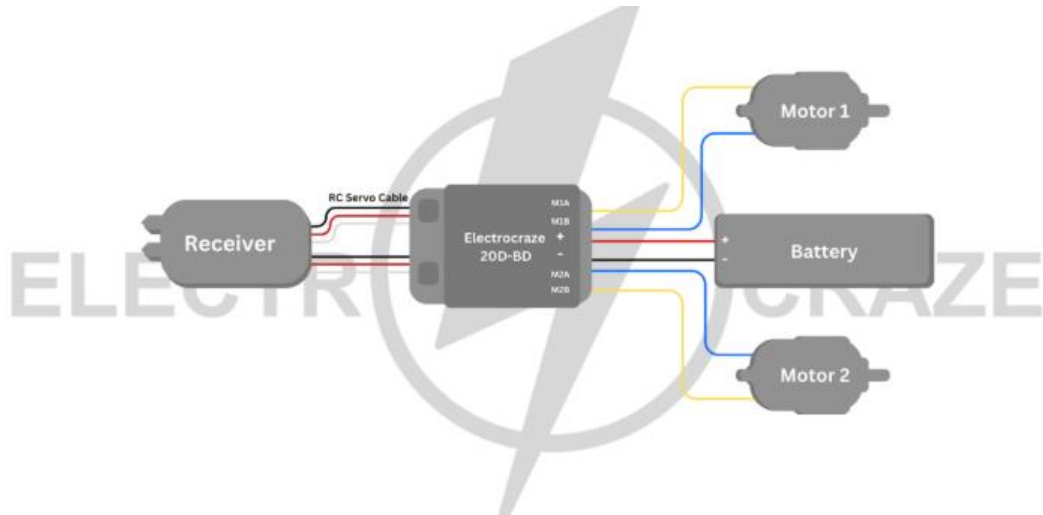 Motor 1
RC Servo Cable
M1A
M1B
+
-
M2A
M2B
Electrocraze
20D-BD
Receiver
+
-
Battery
ELECTR CRAZE
Motor 2